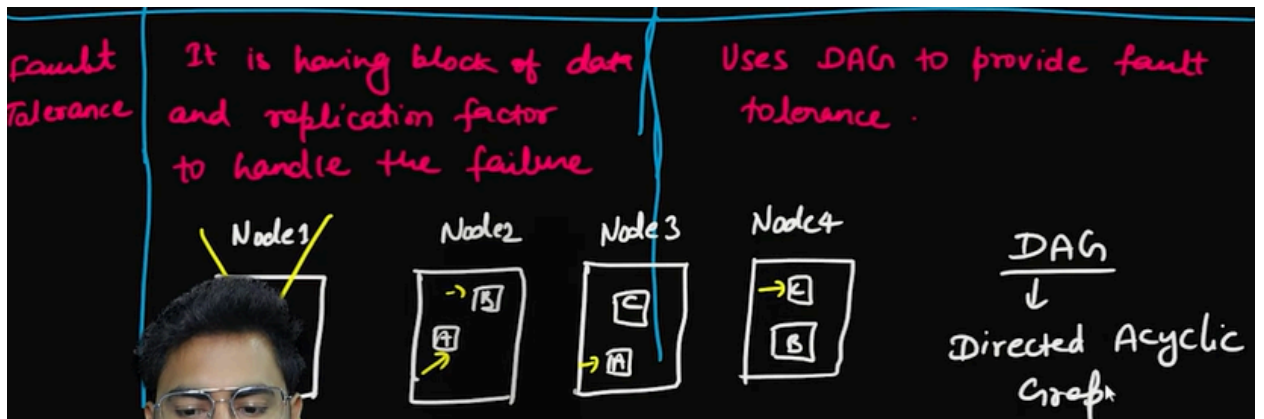 Fault
Tolerance
It is having block of data
and replication factor
to handle the failure
Uses DAG to provide fault
tolerance.
Node1
Node2
Node3
Node4
B
A
C
A
C
B
DAG
Directed Acyclic
Grap